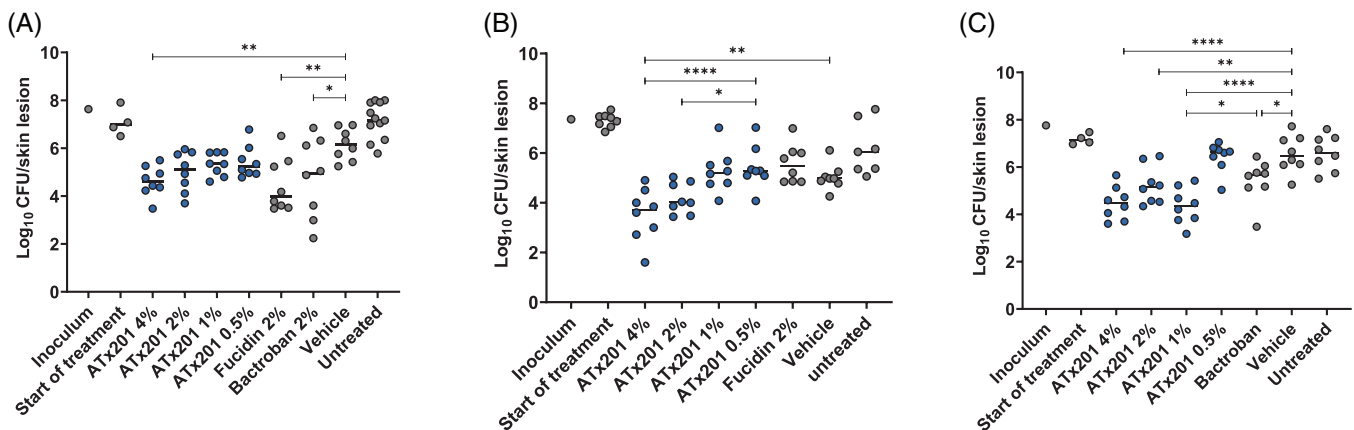 (A)
Log10 CFU/skin lesion
10
8
6
4
2
0
**
**
*
Inoculum
Start of treatment
ATx201 4%
ATx201 2%
ATx201 1%
ATx201 0.5%
Fucidin 2%
Bactroban 2%
Vehicle
Untreated
(B)
Log10 CFU/skin lesion
10
8
6
4
2
0
**
****
*
Inoculum
Start of treatment
ATx201 4%
ATx201 2%
ATx201 1%
ATx201 0.5%
Fucidin 2%
Vehicle
untreated
(C)
Log10 CFU/skin lesion
10
8
6
4
2
0
****
**
****
*
*
Inoculum
Start of treatment
ATx201 4%
ATx201 2%
ATx201 1%
ATx201 0.5%
Bactroban
Vehicle
Untreated